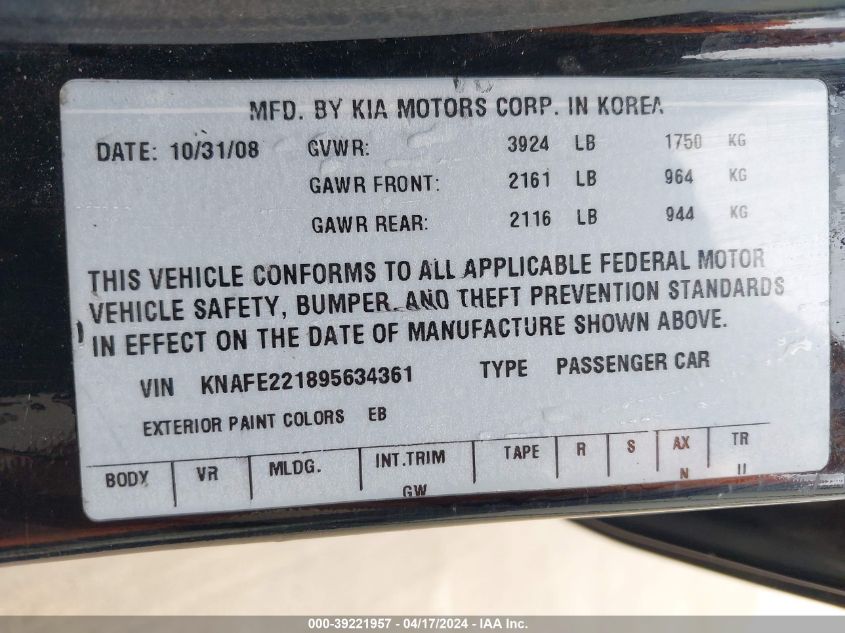 MFD. BY KIA MOTORS CORP. IN KOREA
DATE: 10/31/08 GVWR: 3924 LB 1750 KG
GAWR FRONT: 2161 LB 964 KG
GAWR REAR: 2116 LB 944 KG
THIS VEHICLE CONFORMS TO ALL APPLICABLE FEDERAL MOTOR
VEHICLE SAFETY, BUMPER, AND THEFT PREVENTION STANDARDS
IN EFFECT ON THE DATE OF MANUFACTURE SHOWN ABOVE.
VIN KNAFE221895634361 TYPE PASSENGER CAR
EXTERIOR PAINT COLORS EB
BODY VR MLDG. INT.TRIM TAPE R S AX TR
GW N II
000-39221957 - 04/17/2024 - IAA Inc.